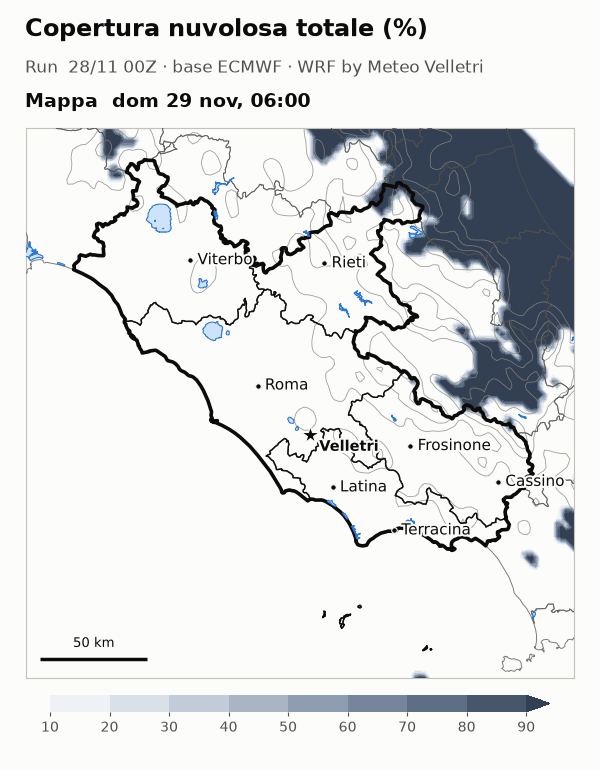 Copertura nuvolosa totale (%)
Run 28/11 00Z · base ECMWF · WRF by Meteo Velletri
Mappa dom 29 nov, 06:00
Viterbo
Rieti
Roma
Velletri
Frosinone
Cassino
Latina
Terracina
50 km
10 20 30 40 50 60 70 80 90